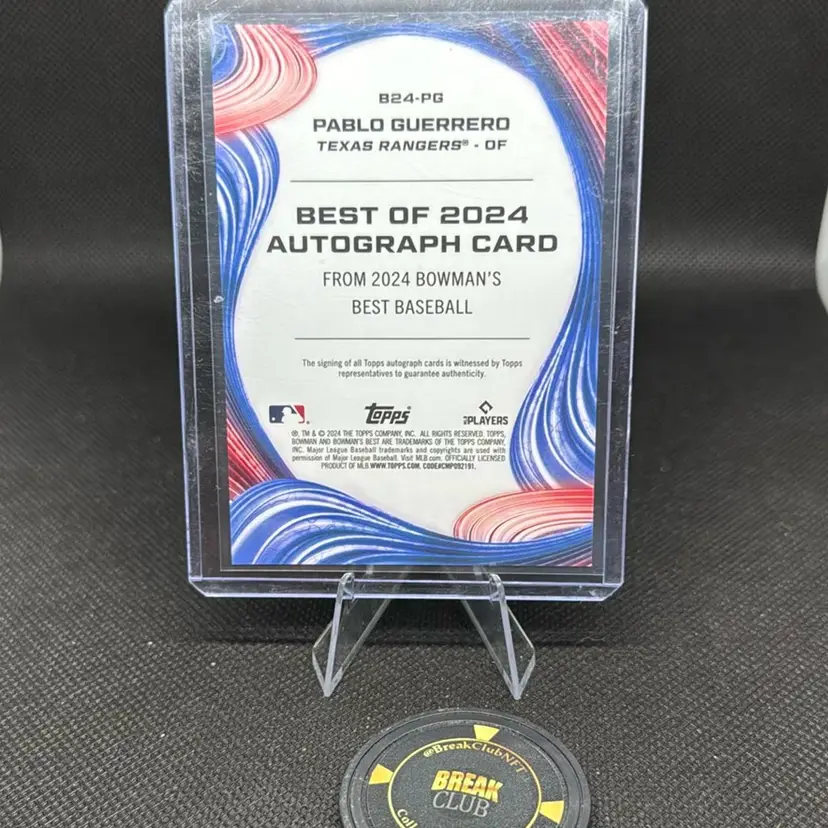 B24-PG
PABLO GUERRERO
TEXAS RANGERS® - OF
BEST OF 2024
AUTOGRAPH CARD
FROM 2024 BOWMAN'S
BEST BASEBALL
The signing of all Topps autograph cards is witnessed by Topps
representatives to guarantee authenticity.
topps®
PLAYERS
®, TM & © 2024 THE TOPPS COMPANY, INC. ALL RIGHTS RESERVED. TOPPS,
BOWMAN AND BOWMAN'S BEST ARE TRADEMARKS OF THE TOPPS COMPANY,
INC. Major League Baseball trademarks and copyrights are used with
permission of Major League Baseball. Visit MLB.com. OFFICIALLY LICENSED
PRODUCT OF MLB WWW.TOPPS.COM. CODE#CMP092191.
@BreakClubNFT
BREAK
CLUB